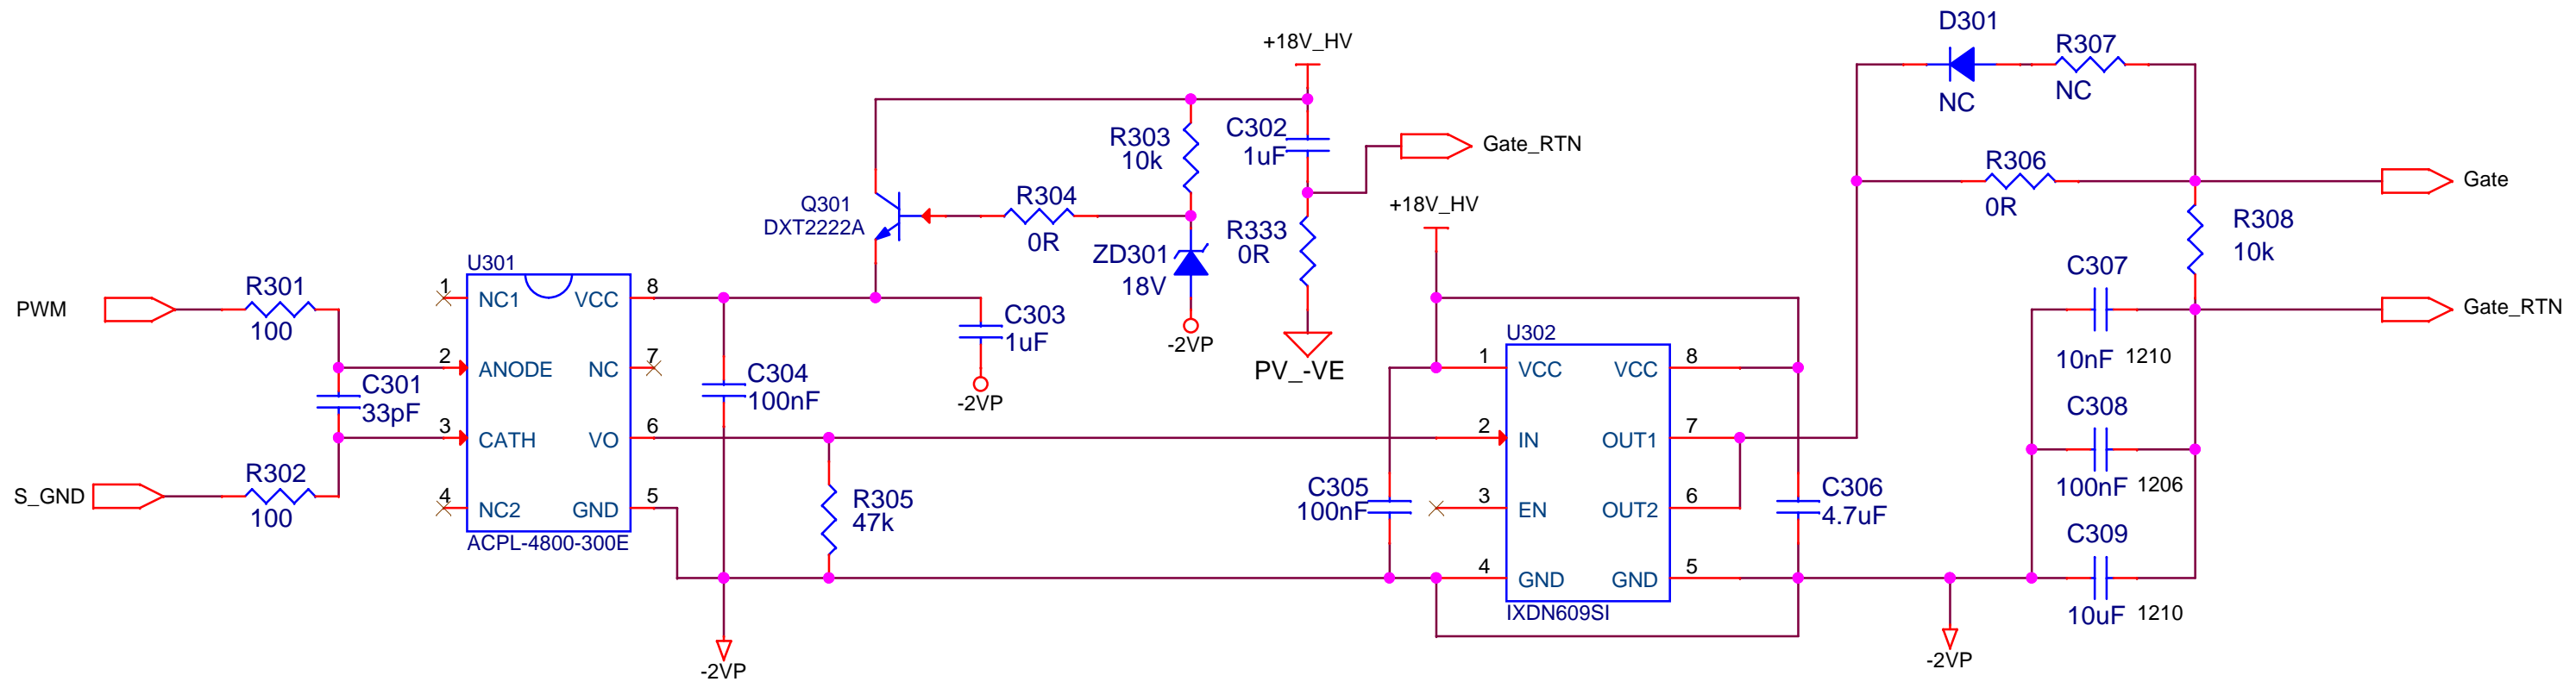 D301
NC
R307
NC
+18V_HV
R303
10k
C302
1uF
Gate_RTN
R306
0R
Gate
Q301
DXT2222A
R304
0R
ZD301
18V
-2VP
R333
0R
PV_-VE
+18V_HV
R308
10k
PWM
R301
100
U301
1
NC1
VCC
8
2
ANODE
NC
7
3
CATH
VO
6
4
NC2
GND
5
ACPL-4800-300E
C301
33pF
S_GND
R302
100
C303
1uF
-2VP
C304
100nF
R305
47k
-2VP
C305
100nF
U302
1
VCC
VCC
8
2
IN
OUT1
7
3
EN
OUT2
6
4
GND
GND
5
IXDN609SI
C306
4.7uF
C307
10nF 1210
Gate_RTN
C308
100nF 1206
C309
10uF 1210
-2VP